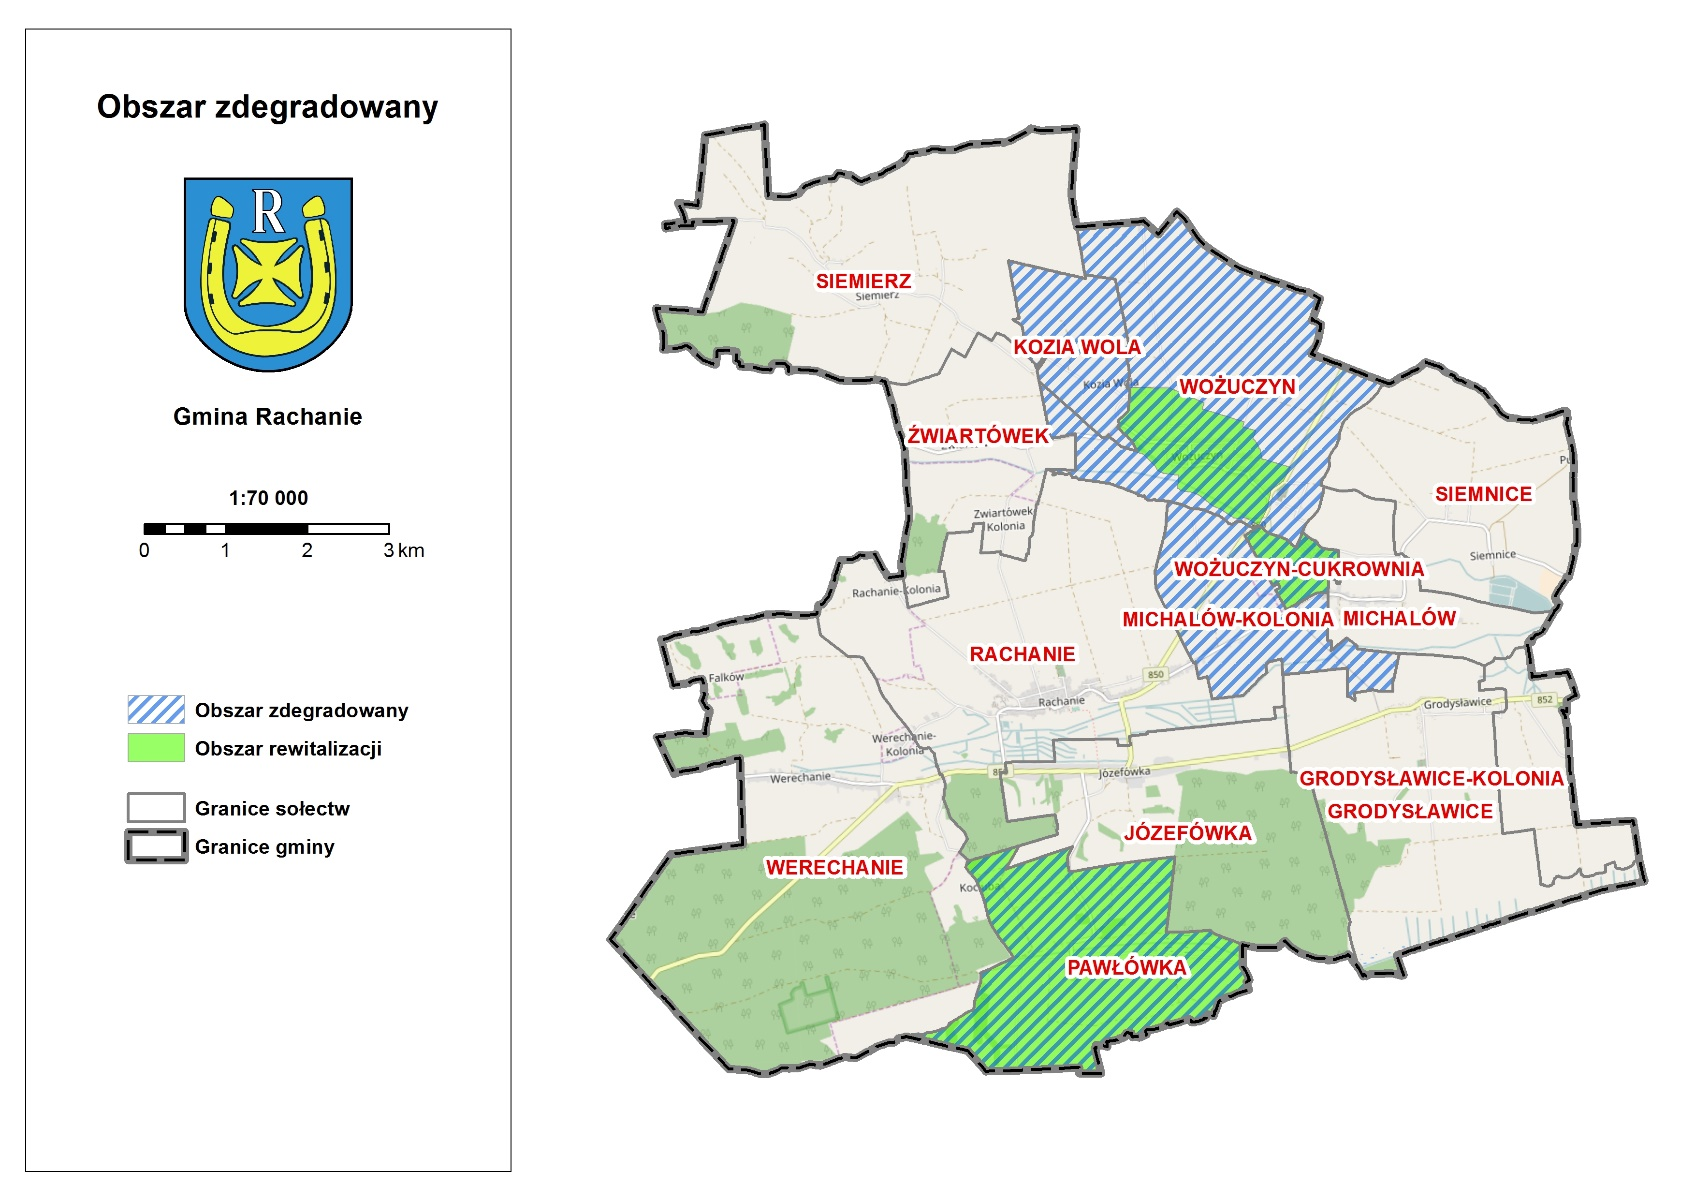 Obszar zdegradowany
R
Gmina Rachanie
1:70 000
0 1 2 3 km
Obszar zdegradowany
Obszar rewitalizacji
Granice sołectw
Granice gminy
SIEMIERZ
Siemierz
KOZIA WOLA
Kozia Wola
WOŻUCZYN
Wożuczyn
ŹWIARTÓWEK
SIEMNICE
Siemnice
Zwiartówek
Kolonia
WOŻUCZYN-CUKROWNIA
Rachanie-Kolonia
MICHALÓW-KOLONIA
MICHALÓW
RACHANIE
Falków
850
Rachanie
Grodysławice
852
Werechanie-
Kolonia
Werechanie
Józefówka
GRODYSŁAWICE-KOLONIA
GRODYSŁAWICE
JÓZEFÓWKA
WERECHANIE
PAWŁÓWKA